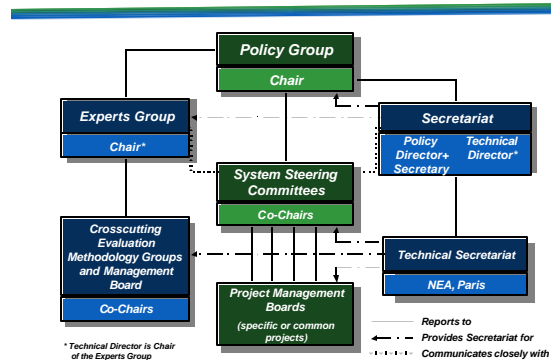 Policy Group
Chair
Experts Group
Chair*
Secretariat
Policy
Director+
Secretary
Technical
Director*
System Steering
Committees
Co-Chairs
Crosscutting
Evaluation
Methodology Groups
and Management
Board
Co-Chairs
Technical Secretariat
NEA, Paris
Project Management
Boards
(specific or common
projects)
Reports to
Provides Secretariat for
Communicates closely with
* Technical Director is Chair
of the Experts Group